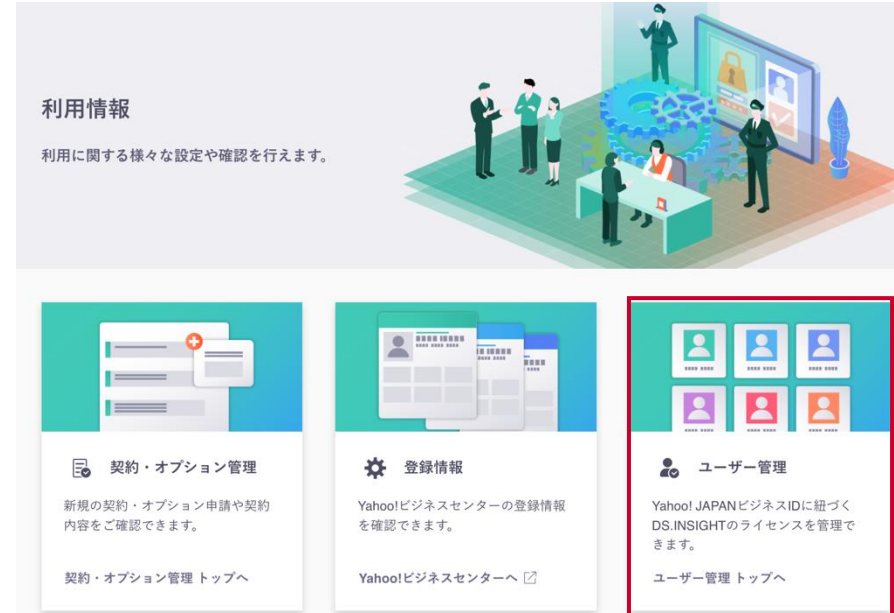 利用情報
利用に関する様々な設定や確認を行えます。
契約・オプション管理
新規の契約・オプション申請や契約
内容をご確認できます。
契約・オプション管理 トップへ
登録情報
Yahoo!ビジネスセンターの登録情報
を確認できます。
Yahoo!ビジネスセンターへ
ユーザー管理
Yahoo! JAPANビジネスIDに紐づく
DS.INSIGHTのライセンスを管理で
きます。
ユーザー管理 トップへ